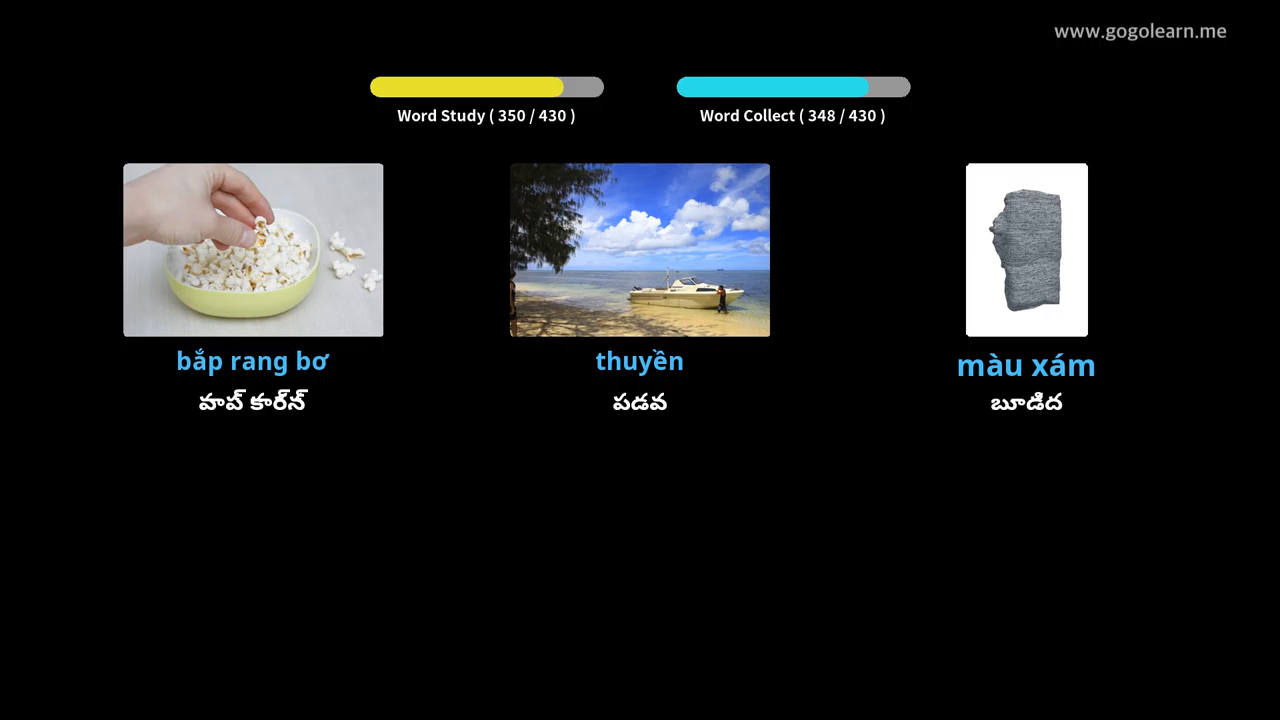 www.gogolearn.me
Word Study ( 350 / 430 )
Word Collect ( 348 / 430 )
bắp rang bơ
thuyền
màu xám
పాప్ కార్న్
పడవ
బూడిద